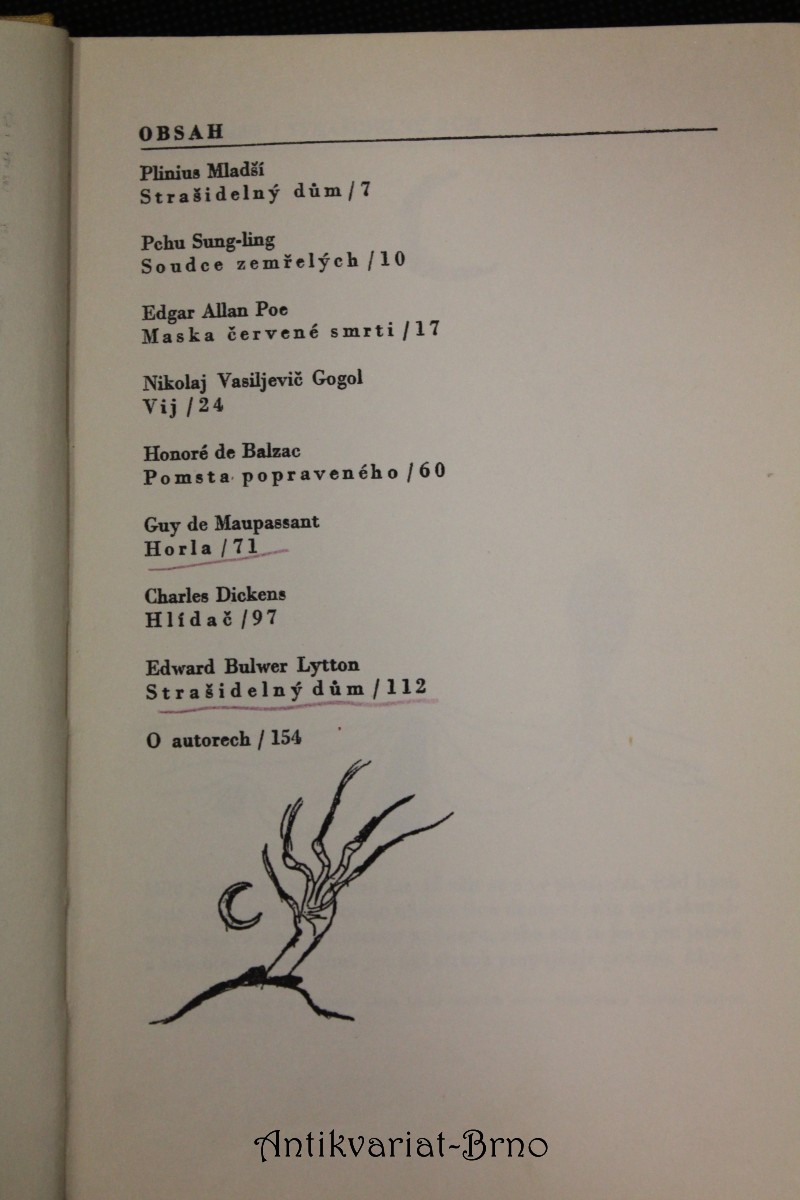 OBSAH
Plinius Mladší
Strašidelný dům/7
Pchu Sung-ling
Soudce zemřelých/10
Edgar Allan Poe
Maska červené smrti/17
Nikolaj Vasiljevič Gogol
Vij/24
Honoré de Balzac
Pomsta popraveného/60
Guy de Maupassant
Horla/71
Charles Dickens
Hlídač/97
Edward Bulwer Lytton
Strašidelný dům/112
O autorech/154
Antikvariat-Brno